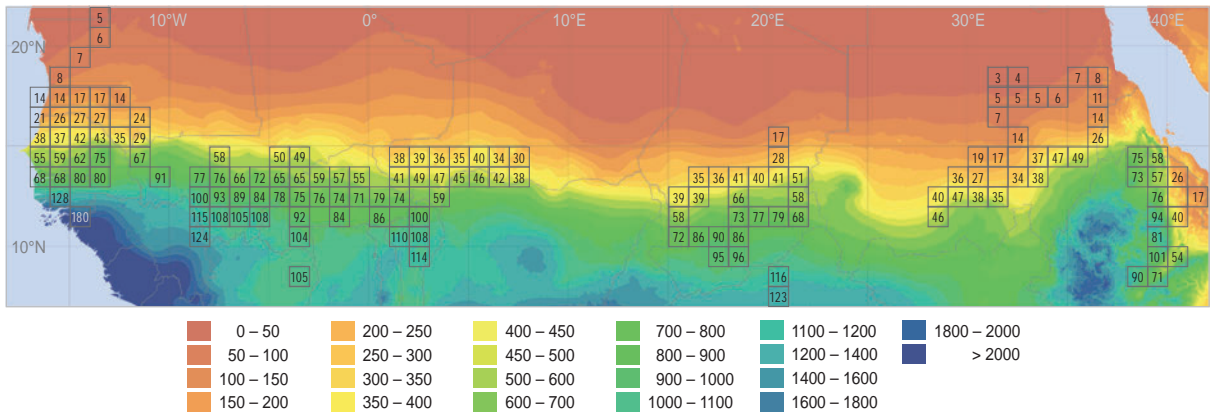 5 10°W 0° 10°E 20°E 30°E 40°E
20°N 6
7
8 3 4 7 8
14 14 17 17 14 5 5 5 6 11
21 26 27 27 24 7 14
38 37 42 43 35 29 17 14 26
55 59 62 75 67 58 50 49 38 39 36 35 40 34 30 28 19 17 37 47 49 75 58
68 68 80 80 91 77 76 66 72 65 65 59 57 55 41 49 47 45 46 42 38 35 36 41 40 41 51 36 27 34 38 73 57 26
128 100 93 89 84 78 75 76 74 71 79 74 59 39 39 66 58 40 47 38 35 76 17
180 115 108 105 108 92 84 86 100 58 73 77 79 68 46 94 40
10°N 124 104 110 108 72 86 90 86 81
114 95 96 101 54
105 116 90 71
123
0 – 50 200 – 250 400 – 450 700 – 800 1100 – 1200 1800 – 2000
50 – 100 250 – 300 450 – 500 800 – 900 1200 – 1400 > 2000
100 – 150 300 – 350 500 – 600 900 – 1000 1400 – 1600
150 – 200 350 – 400 600 – 700 1000 – 1100 1600 – 1800